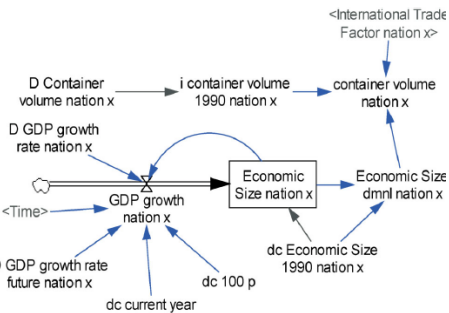 <International Trade
Factor nation x>
D Container
volume nation x
i container volume
1990 nation x
container volume
nation x
D GDP growth
rate nation x
Economic
Size nation x
Economic Size
dmnl nation x
<Time>
GDP growth
nation x
GDP growth rate
future nation x
dc 100 p
dc Economic Size
1990 nation x
dc current year